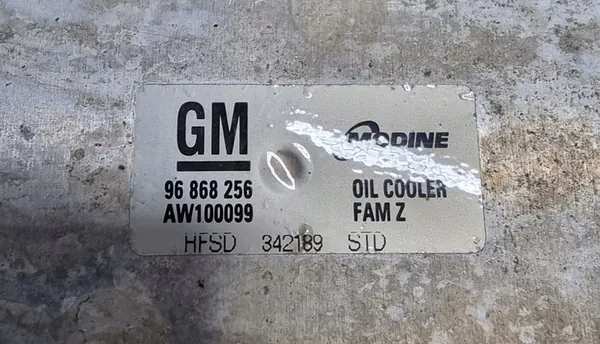 GM
MODINE
96 868 256
OIL COOLER
AW100099
FAM Z
HFSD 342189 STD